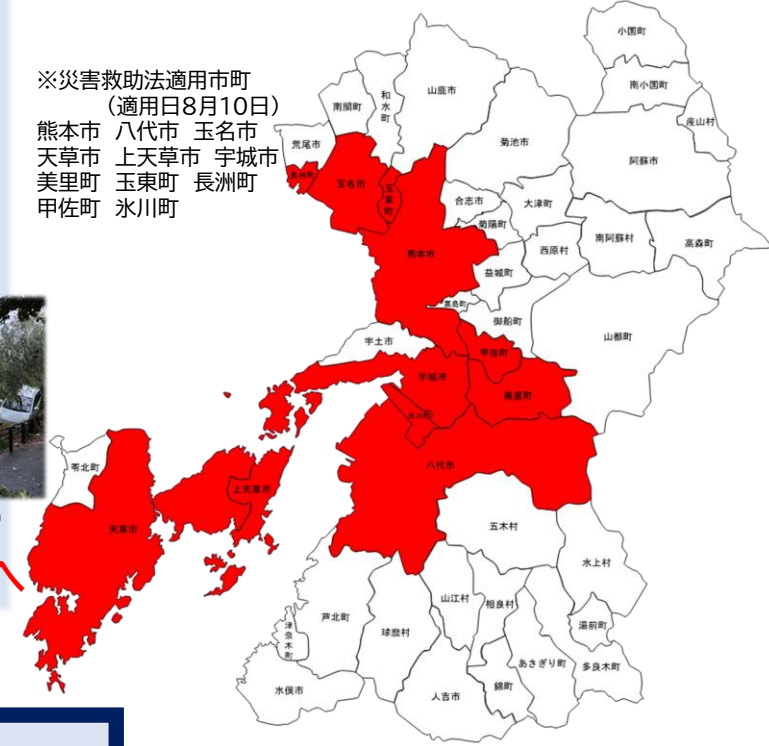 ※災害救助法適用市町
（適用日8月10日）
熊本市 八代市 玉名市
天草市 上天草市 宇城市
美里町 玉東町 長洲町
甲佐町 氷川町
小国町
南小国町
産山村
山鹿市
和水町
南関町
荒尾市
長洲町
玉名市
玉東町
菊池市
阿蘇市
合志市
大津町
菊陽町
熊本市
西原村
南阿蘇村
高森町
益城町
嘉島町
御船町
山都町
宇土市
甲佐町
宇城市
美里町
氷川町
八代市
苓北町
上天草市
天草市
五木村
水上村
山江村
相良村
湯前町
芦北町
球磨村
津奈木町
あさぎり町
多良木町
水俣市
人吉市
錦町
へ